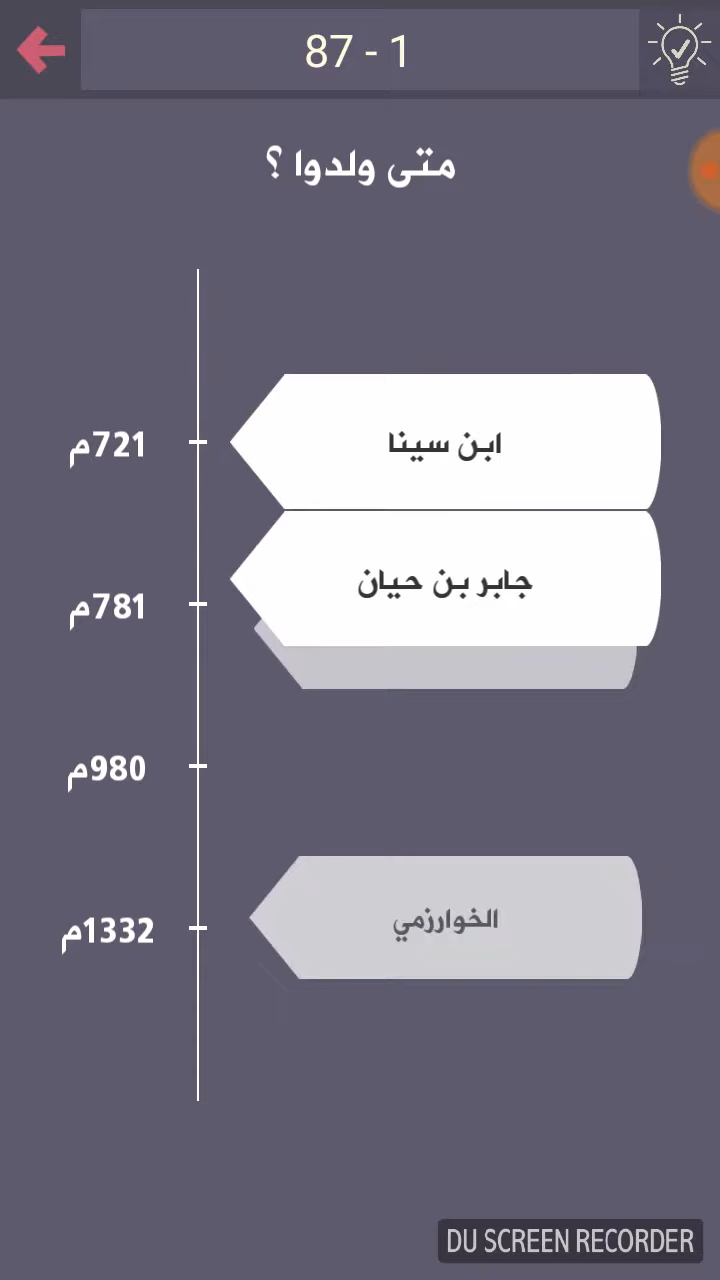 87 - 1
متى ولدوا ؟
ابن سينا
721م
جابر بن حيان
781م
980م
الخوارزمي
1332م
DU SCREEN RECORDER